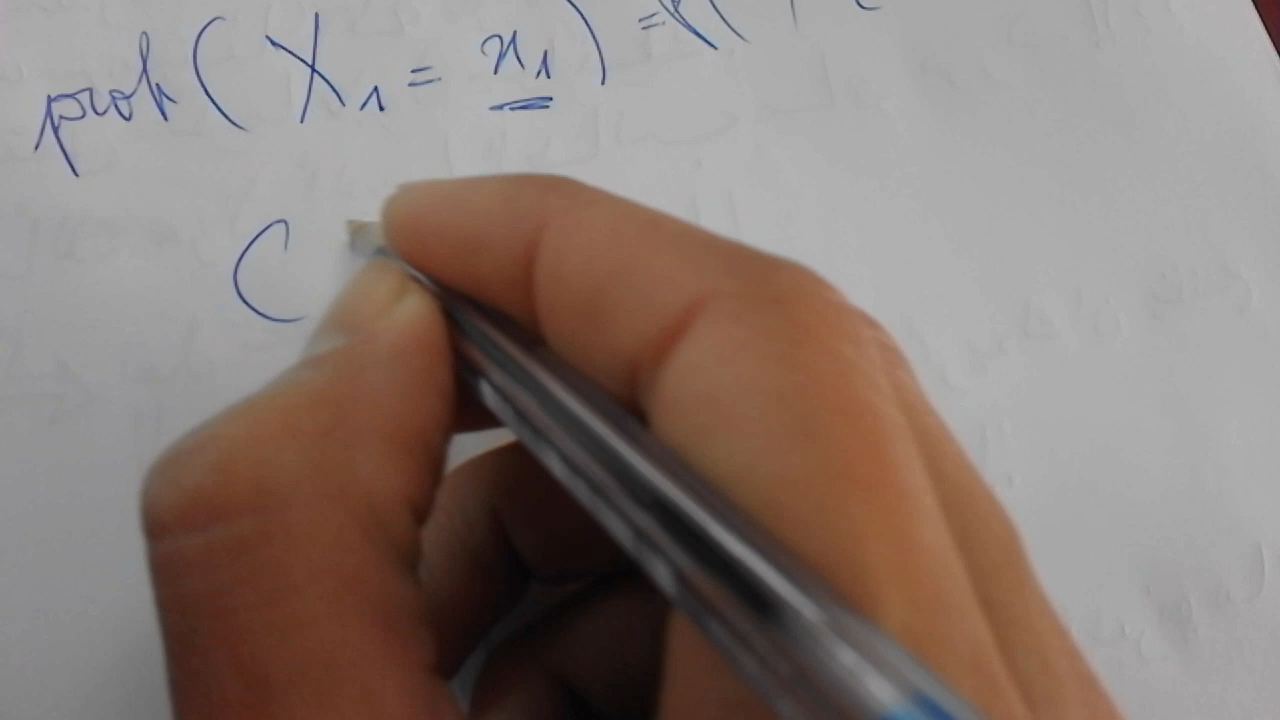 prob( X₁ = x₁ ) =
C